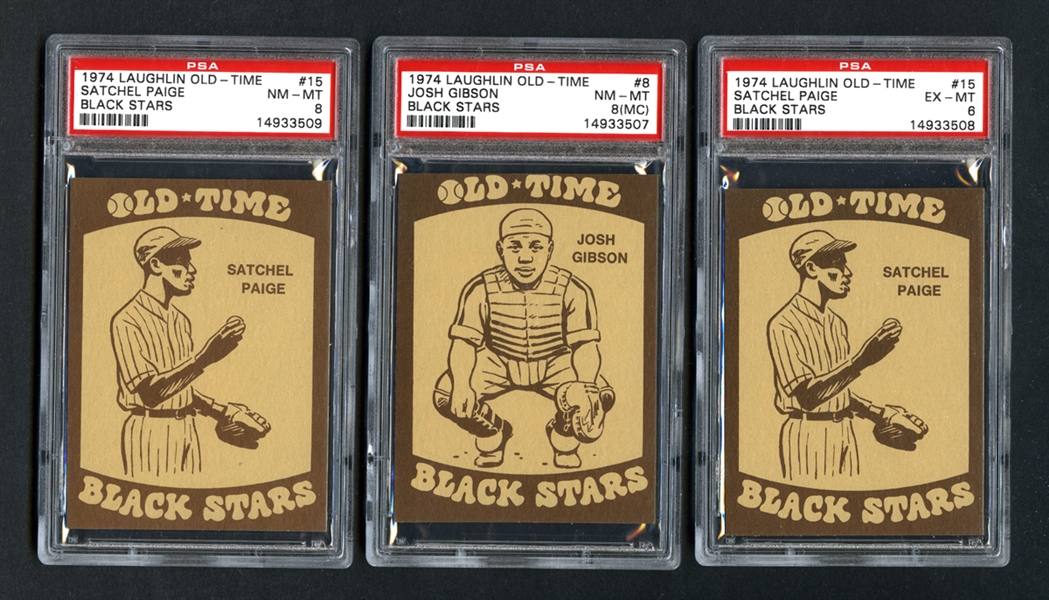 PSA
1974 LAUGHLIN OLD-TIME #15
SATCHEL PAIGE NM-MT
BLACK STARS 8
14933509
OLD★TIME
SATCHEL
PAIGE
BLACK STARS
PSA
1974 LAUGHLIN OLD-TIME #8
JOSH GIBSON NM-MT
BLACK STARS 8(MC)
14933507
OLD★TIME
JOSH
GIBSON
BLACK STARS
PSA
1974 LAUGHLIN OLD-TIME #15
SATCHEL PAIGE EX-MT
BLACK STARS 6
14933508
OLD★TIME
SATCHEL
PAIGE
BLACK STARS